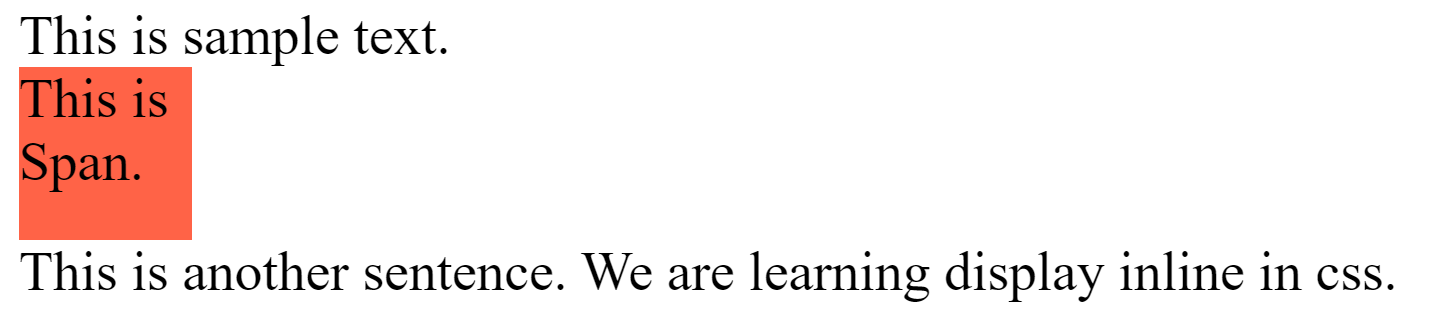 This is sample text.
This is
Span.
This is another sentence. We are learning display inline in css.